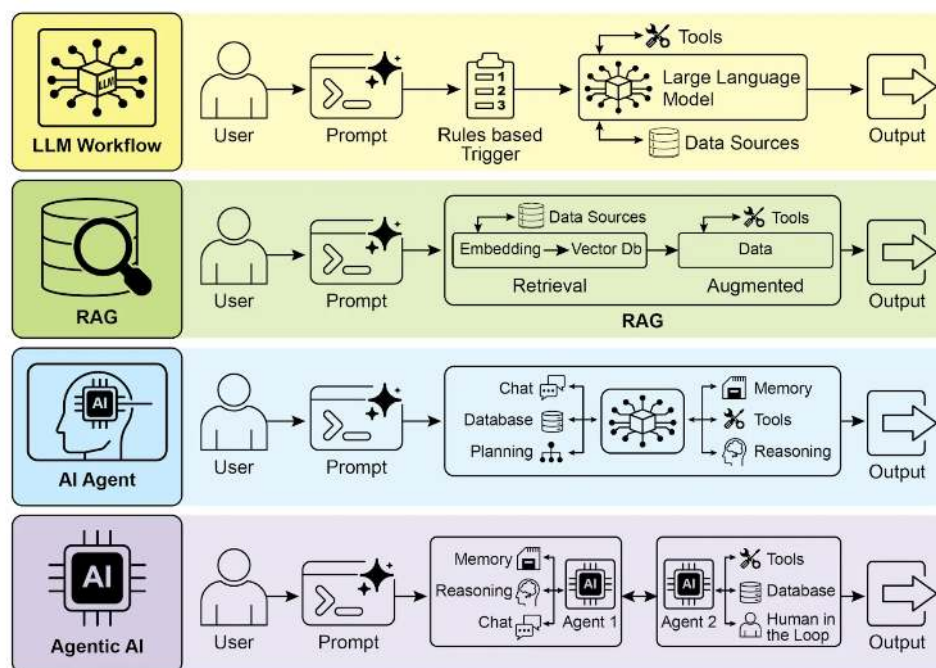 LLM
LLM Workflow
User
Prompt
1
2
3
Rules based
Trigger
Tools
Large Language
Model
Data Sources
Output
RAG
User
Prompt
Data Sources
Embedding
Vector Db
Retrieval
Tools
Data
Augmented
RAG
Output
AI
AI Agent
User
Prompt
Chat
Database
Planning
Memory
Tools
Reasoning
Output
AI
Agentic AI
User
Prompt
Memory
Reasoning
Chat
AI
Agent 1
AI
Agent 2
Tools
Database
Human in
the Loop
Output